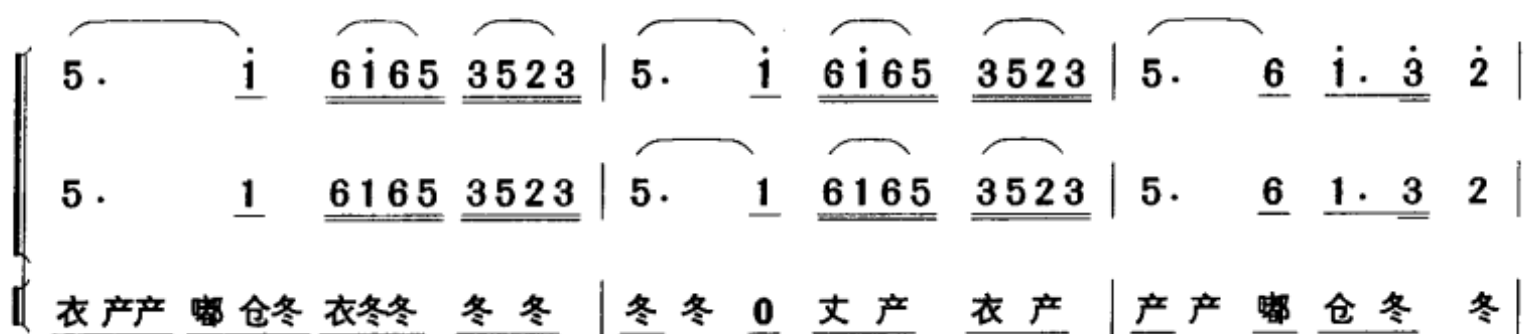 5. i 6i65 3523 | 5. i 6i65 3523 | 5. 6 i. 3̇ 2̇ |
5. 1 6165 3523 | 5. 1 6165 3523 | 5. 6 1. 3 2 |
衣 产产 嘟 仓冬 衣冬冬 冬 冬 | 冬 冬 0 丈 产 衣 产 | 产 产 嘟 仓 冬 冬 |